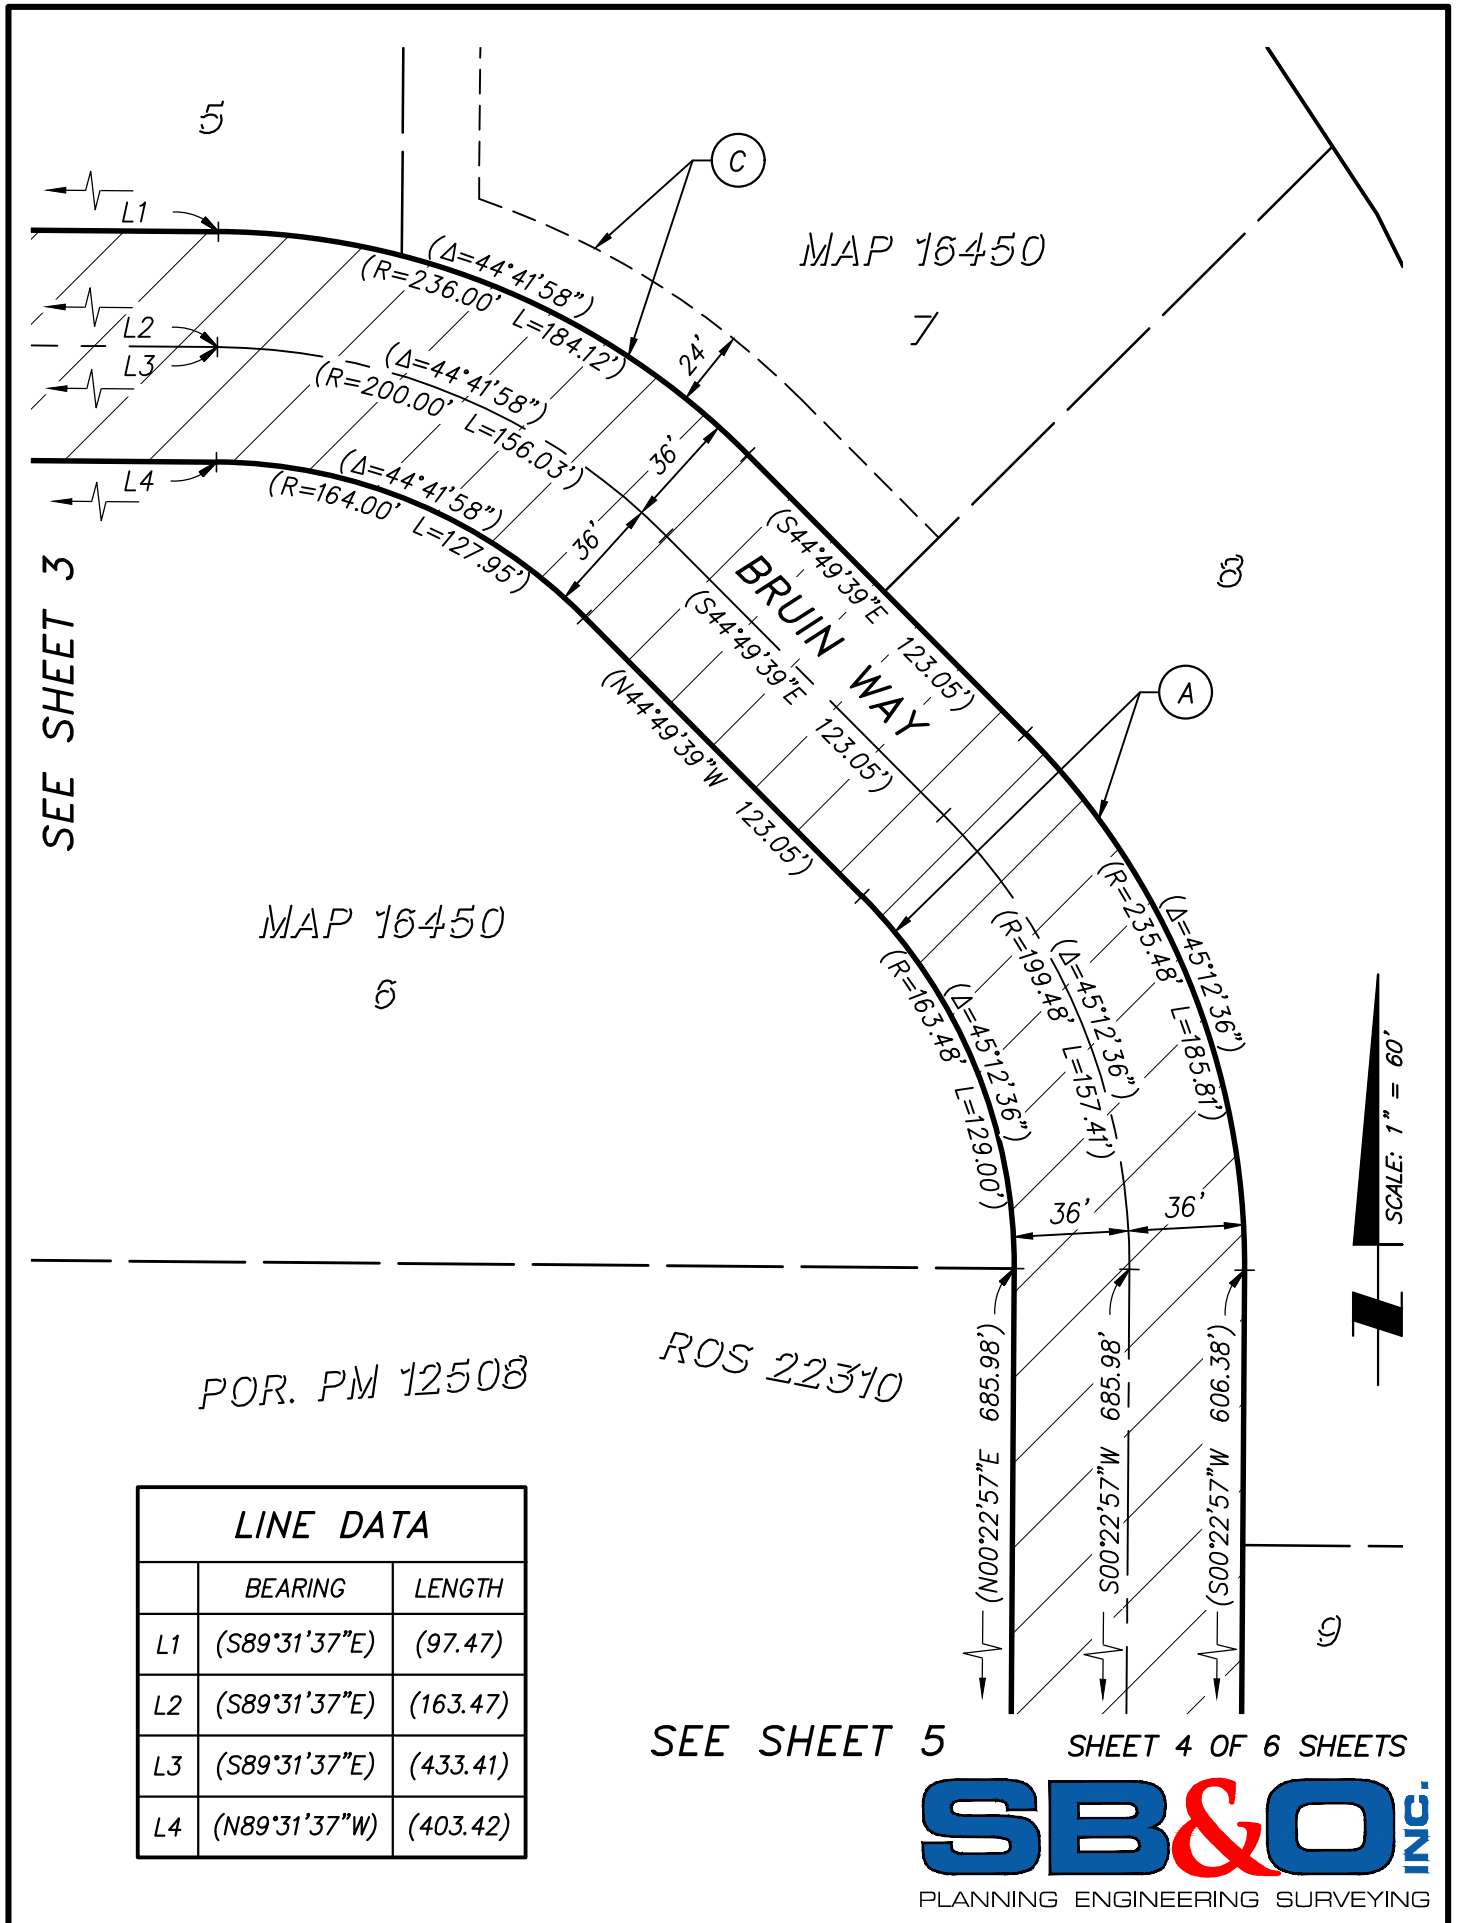 5
C
L1
MAP 16450
7
(Δ=44°41'58")
(R=236.00' L=184.12')
L2
L3
24'
(Δ=44°41'58")
(R=200.00' L=156.03')
36'
L4
(Δ=44°41'58")
(R=164.00' L=127.95')
36'
8
(S44°49'39"E 123.05')
BRUIN WAY
(S44°49'39"E 123.05')
(N44°49'39"W 123.05')
A
SEE SHEET 3
MAP 16450
6
(Δ=45°12'36")
(R=235.48' L=185.81')
(Δ=45°12'36")
(R=199.48' L=157.41')
(Δ=45°12'36")
(R=163.48' L=129.00')
SCALE: 1" = 60'
36'
36'
POR. PM 12508
ROS 22310
(N00°22'57"E 685.98')
S00°22'57"W 685.98'
(S00°22'57"W 606.38')
9
LINE DATA
BEARING LENGTH
L1 (S89°31'37"E) (97.47)
L2 (S89°31'37"E) (163.47)
L3 (S89°31'37"E) (433.41)
L4 (N89°31'37"W) (403.42)
SEE SHEET 5
SHEET 4 OF 6 SHEETS
SB&O INC.
PLANNING ENGINEERING SURVEYING